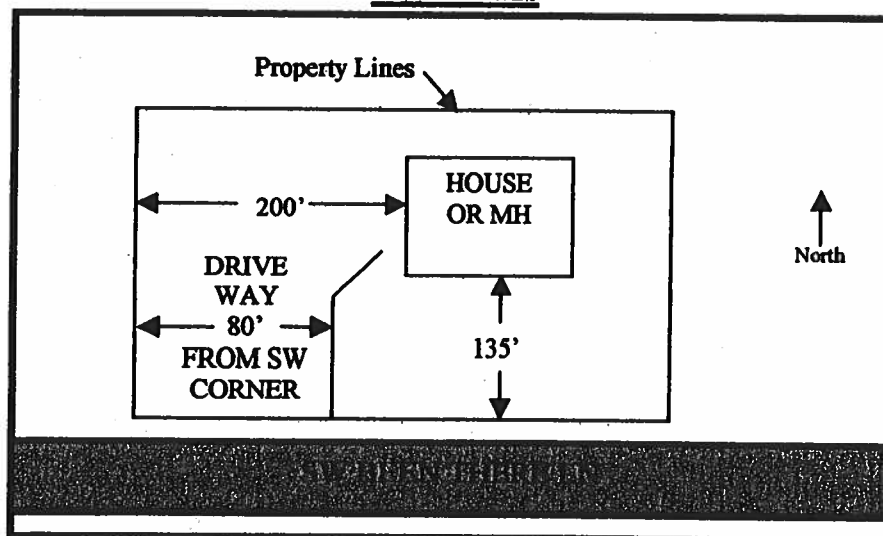 Property Lines
HOUSE
OR MH
200'
North
DRIVE
WAY
80'
FROM SW
CORNER
135'